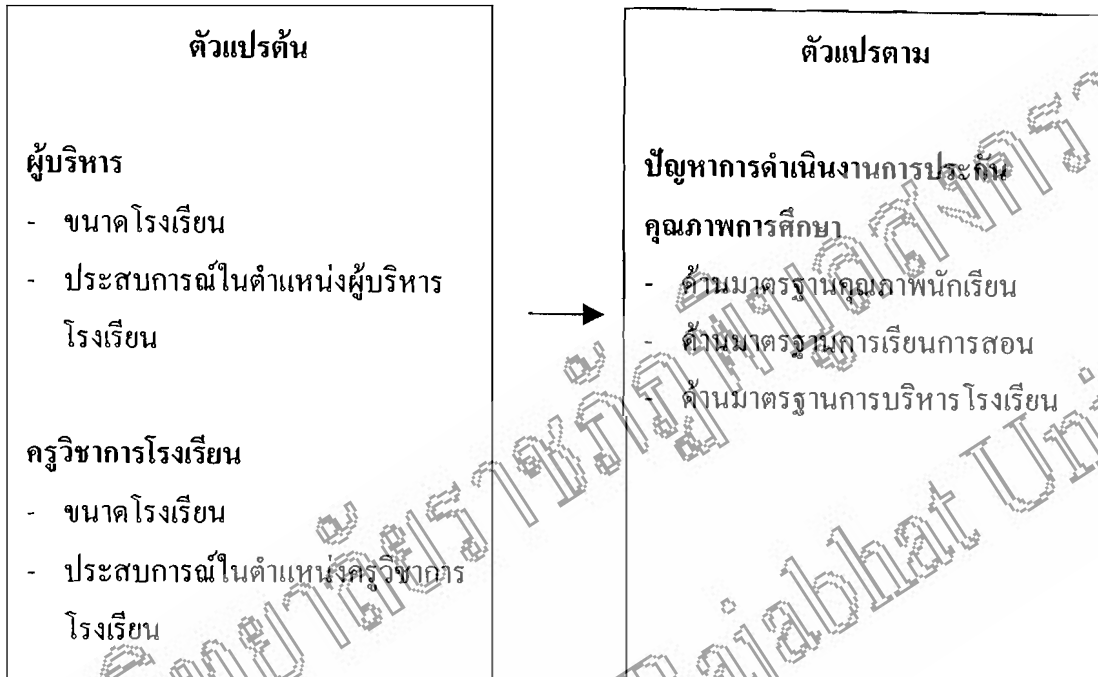 ตัวแปรต้น
ผู้บริหาร
- ขนาดโรงเรียน
- ประสบการณ์ในตำแหน่งผู้บริหาร
โรงเรียน
ครูวิชาการโรงเรียน
- ขนาดโรงเรียน
- ประสบการณ์ในตำแหน่งครูวิชาการ
โรงเรียน
ตัวแปรตาม
ปัญหาการดำเนินงานการประกัน
คุณภาพการศึกษา
- ด้านมาตรฐานคุณภาพนักเรียน
- ด้านมาตรฐานการเรียนการสอน
- ด้านมาตรฐานการบริหารโรงเรียน
Rajabhat